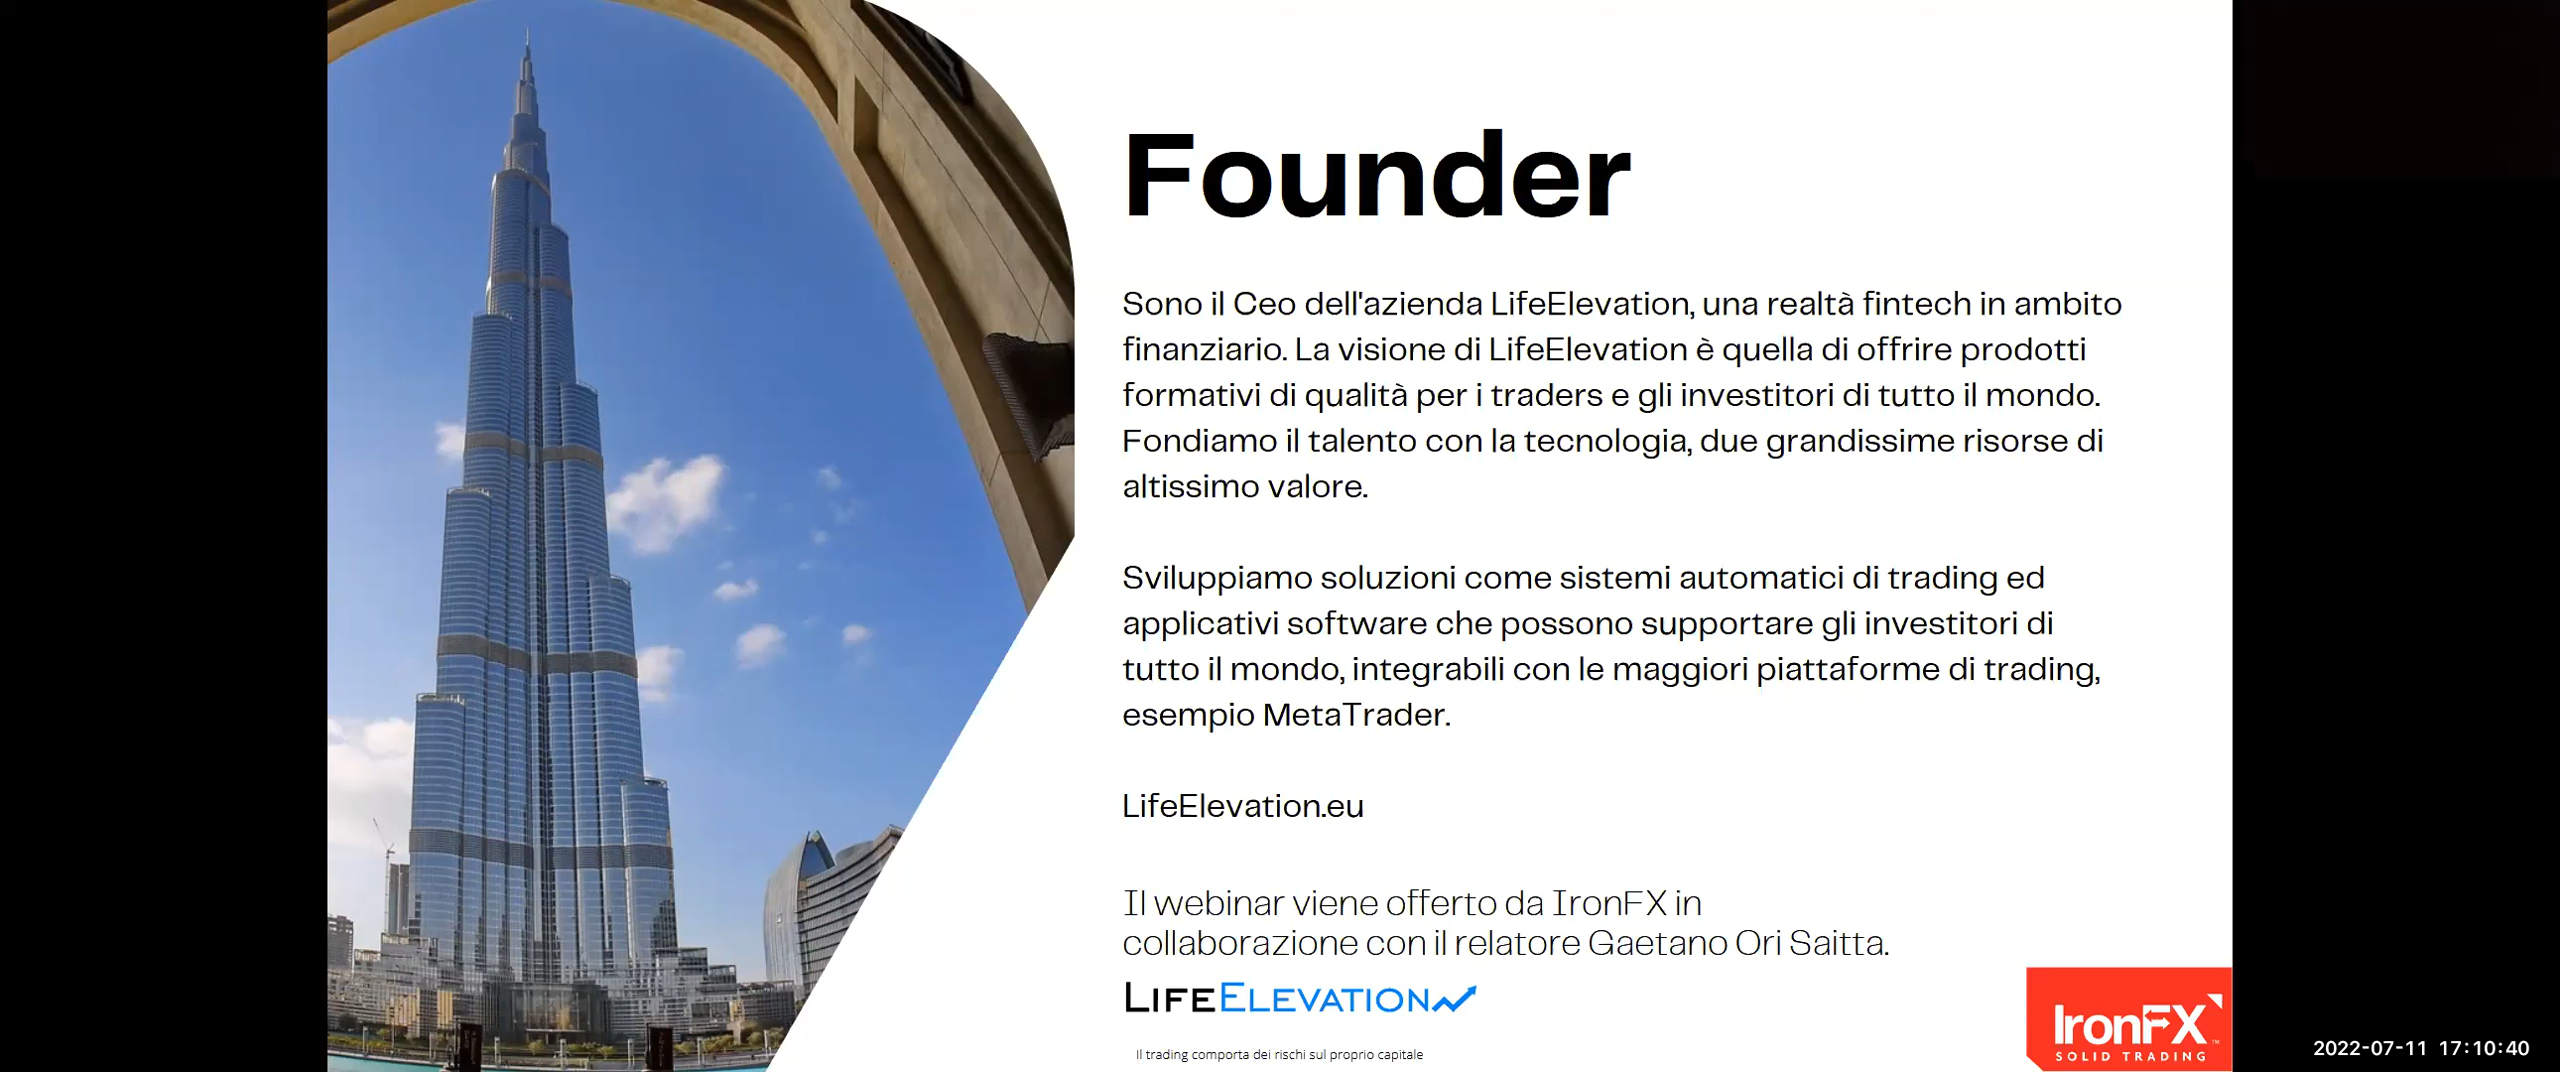 Founder
Sono il Ceo dell'azienda LifeElevation, una realtà fintech in ambito
finanziario. La visione di LifeElevation è quella di offrire prodotti
formativi di qualità per i traders e gli investitori di tutto il mondo.
Fondiamo il talento con la tecnologia, due grandissime risorse di
altissimo valore.
Sviluppiamo soluzioni come sistemi automatici di trading ed
applicativi software che possono supportare gli investitori di
tutto il mondo, integrabili con le maggiori piattaforme di trading,
esempio MetaTrader.
LifeElevation.eu
Il webinar viene offerto da IronFX in
collaborazione con il relatore Gaetano Ori Saitta.
LIFEELEVATION
Il trading comporta dei rischi sul proprio capitale
IronFX™
SOLID TRADING
2022-07-11 17:10:40